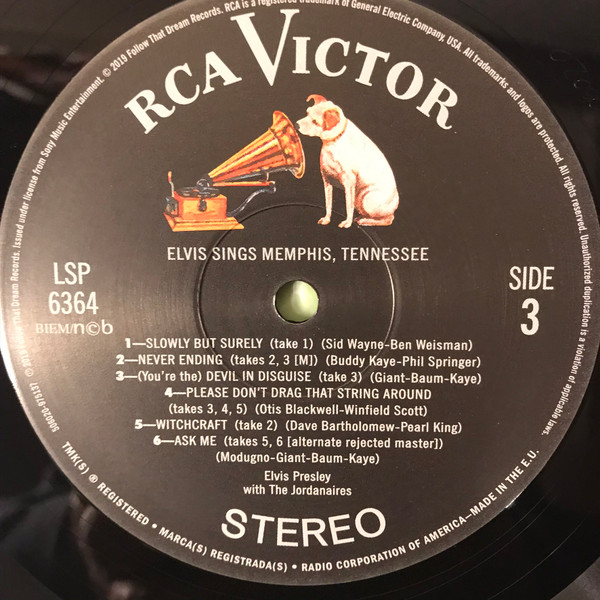 © 2019 Follow That Dream Records. RCA is a registered trademark of General Electric Company, USA. All trademarks and logos are protected. All rights reserved. Unauthorized duplication is a violation of applicable laws.
Follow That Dream Records. Issued under license from Sony Music Entertainment.
RCA VICTOR
ELVIS SINGS MEMPHIS, TENNESSEE
LSP
6364
BIEM/n©b
SIDE
3
1—SLOWLY BUT SURELY (take 1) (Sid Wayne-Ben Weisman)
2—NEVER ENDING (takes 2, 3 [M]) (Buddy Kaye-Phil Springer)
3—(You're the) DEVIL IN DISGUISE (take 3) (Giant-Baum-Kaye)
4—PLEASE DON'T DRAG THAT STRING AROUND
(takes 3, 4, 5) (Otis Blackwell-Winfield Scott)
5—WITCHCRAFT (take 2) (Dave Bartholomew-Pearl King)
6—ASK ME (takes 5, 6 [alternate rejected master])
(Modugno-Giant-Baum-Kaye)
Elvis Presley
with The Jordanaires
STEREO
506020-975137
TMK(S) ® REGISTERED • MARCA(S) REGISTRADA(S) • RADIO CORPORATION OF AMERICA—MADE IN THE E.U.